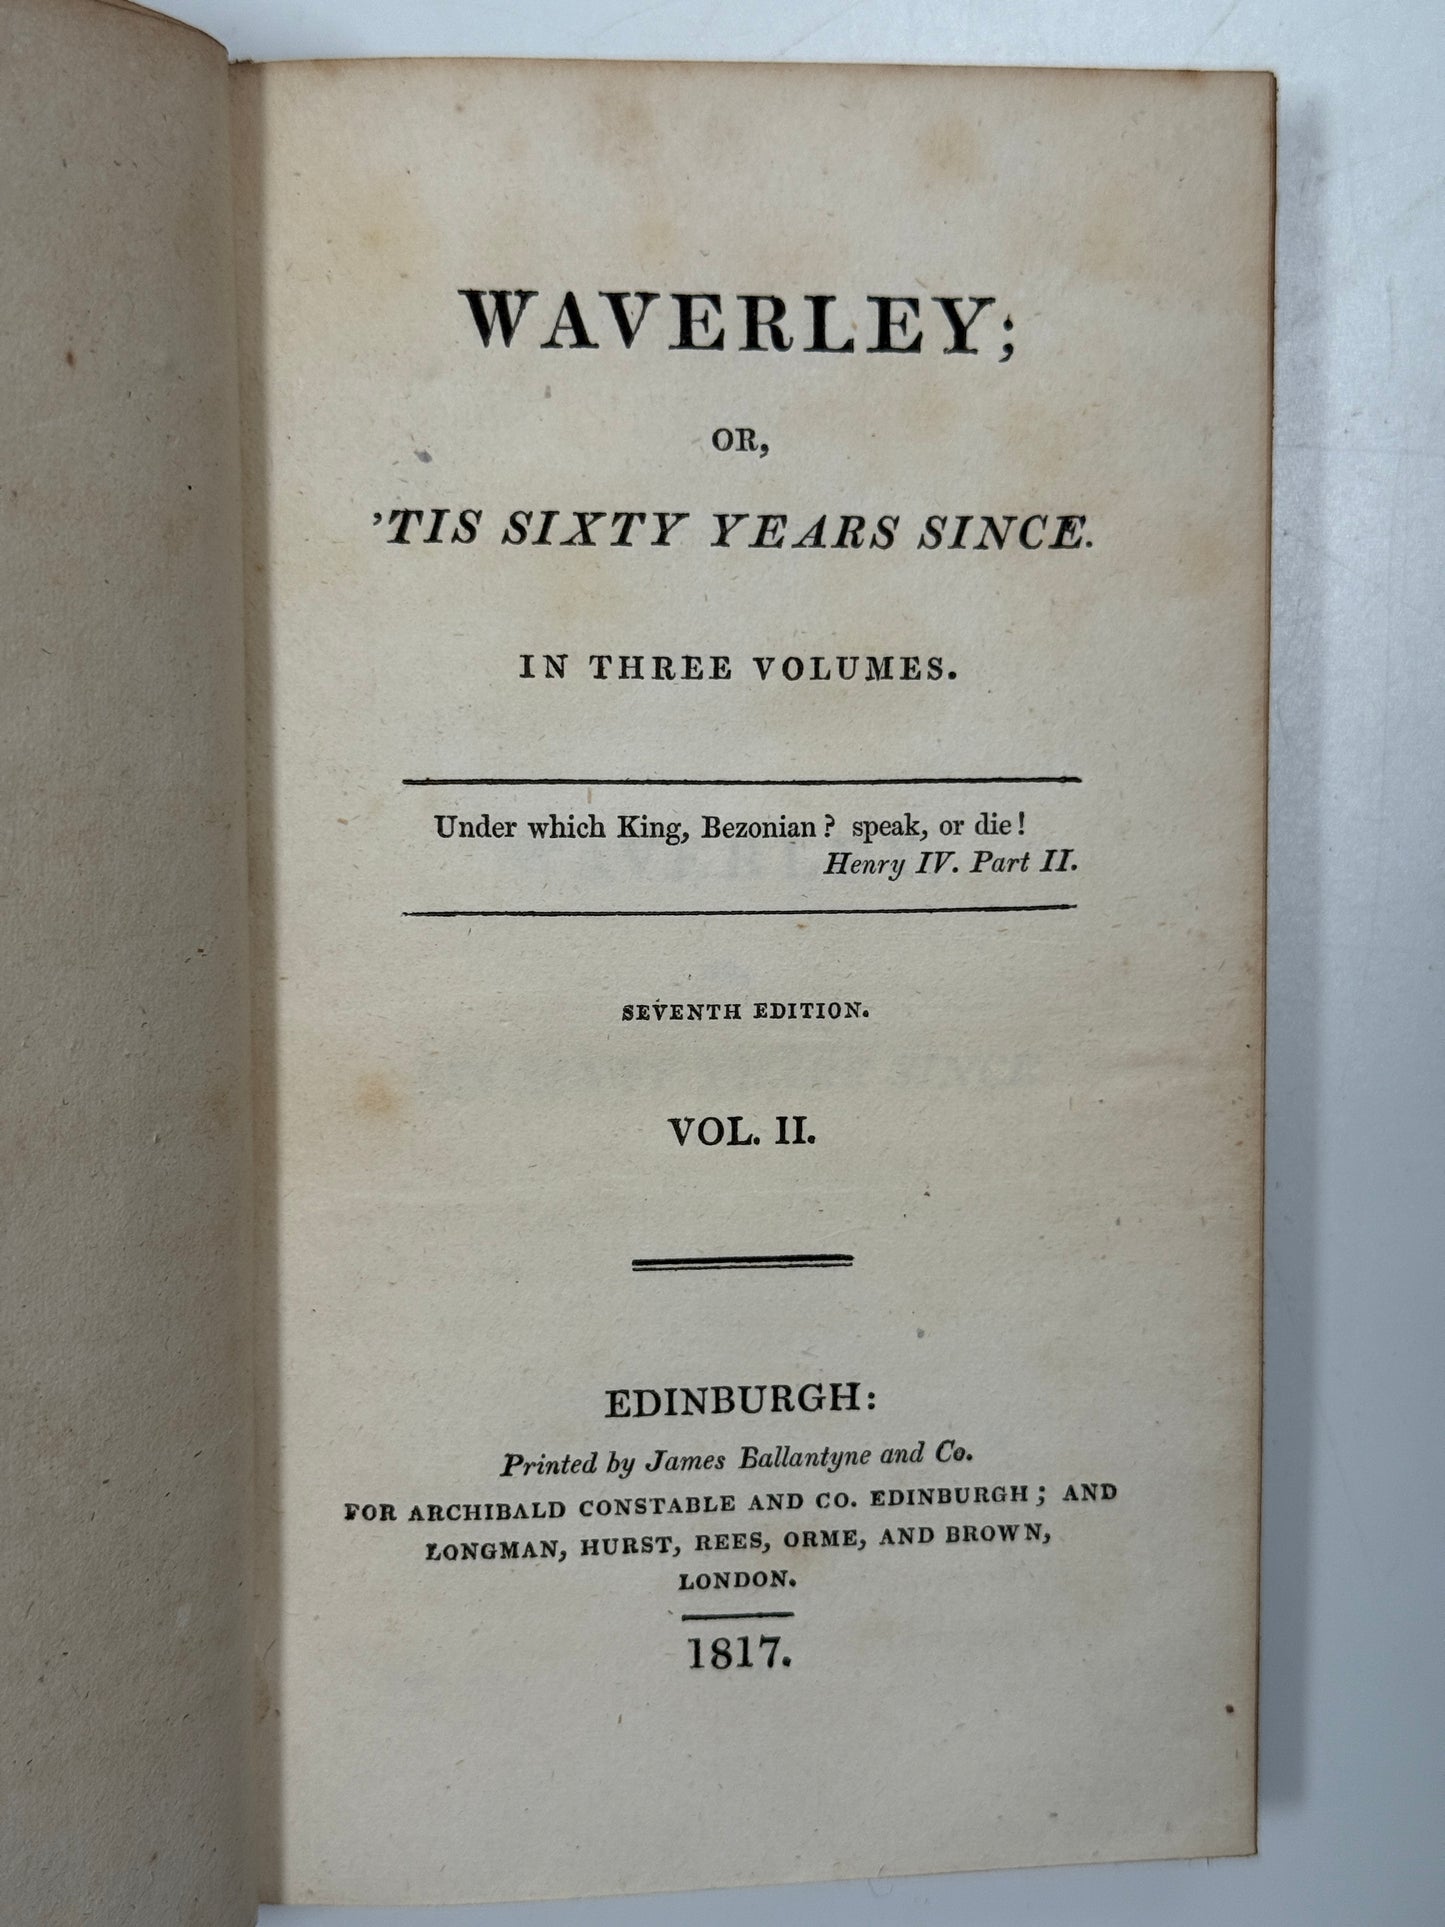 WAVERLEY;
OR,
'TIS SIXTY YEARS SINCE.
IN THREE VOLUMES.
Under which King, Bezonian? speak, or die!
Henry IV. Part II.
SEVENTH EDITION.
VOL. II.
EDINBURGH:
Printed by James Ballantyne and Co.
FOR ARCHIBALD CONSTABLE AND CO. EDINBURGH; AND
LONGMAN, HURST, REES, ORME, AND BROWN,
LONDON.
1817.